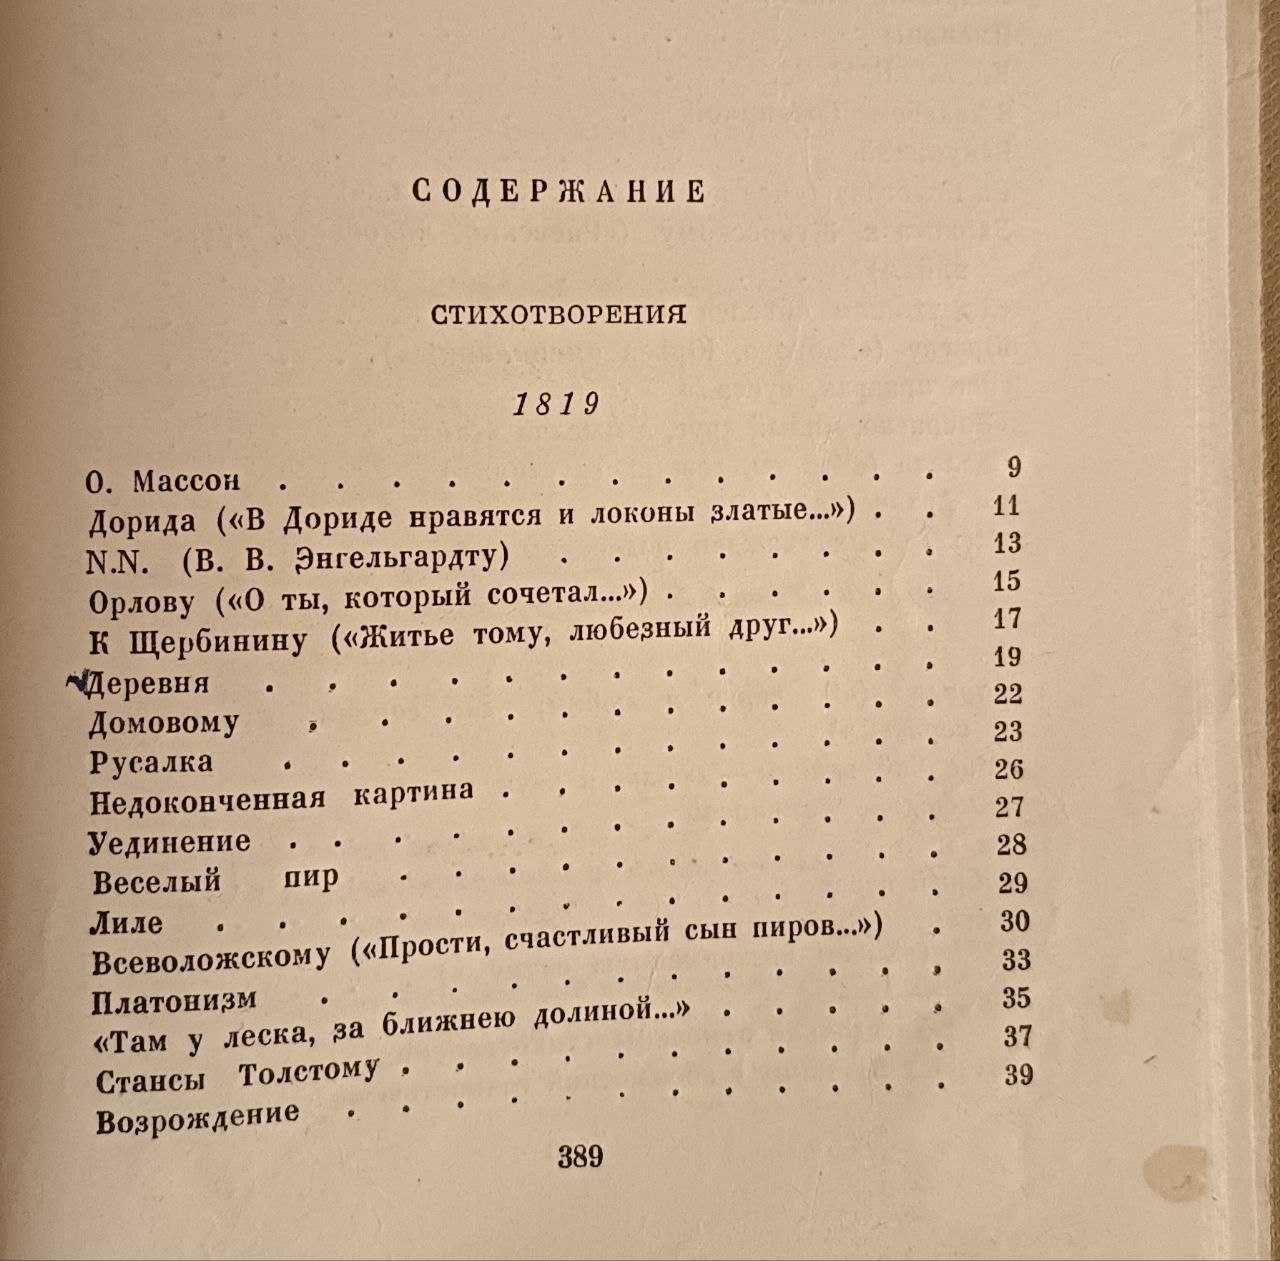 СОДЕРЖАНИЕ
СТИХОТВОРЕНИЯ
1819
О. Массон . . . . . . . . . . . . . 9
Дорида («В Дориде нравятся и локоны златые...») . . 11
N.N. (В. В. Энгельгардту) . . . . . . . . 13
Орлову («О ты, который сочетал...») . . . . . . 15
К Щербинину («Житье тому, любезный друг...») . . 17
Деревня . . . . . . . . . . . . . 19
Домовому . . . . . . . . . . . . 22
Русалка . . . . . . . . . . . . . 23
Недоконченная картина . . . . . . . . . 26
Уединение . . . . . . . . . . . . . 27
Веселый пир . . . . . . . . . . . 28
Лиле . . . . . . . . . . . . . . 29
Всеволожскому («Прости, счастливый сын пиров...») . 30
Платонизм . . . . . . . . . . . . 33
«Там у леска, за ближнею долиной...» . . . . . 35
Стансы Толстому . . . . . . . . . . . 37
Возрождение . . . . . . . . . . . . 39
389